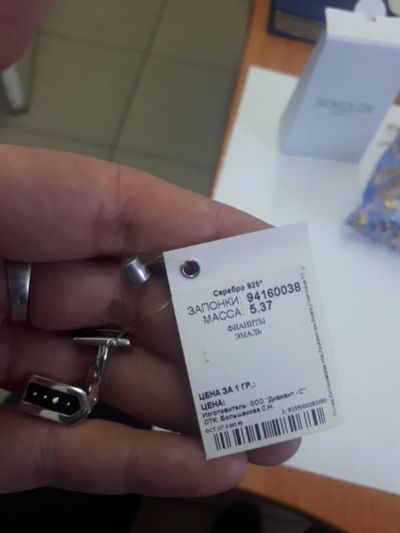 SOKOLOV
Серебро 925°
ЗАПОНКИ: 94160038
МАССА: 5.37
ФИАНИТЫ
ЭМАЛЬ
ЦЕНА ЗА 1 ГР.:
ЦЕНА:
Изготовитель: ООО "Диамант - С"
ОТК: Большакова С.Н.